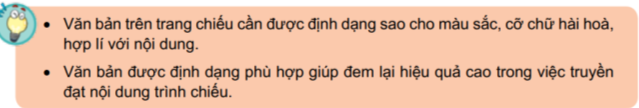 • Văn bản trên trang chiếu cần được định dạng sao cho màu sắc, cỡ chữ hài hoà,
hợp lí với nội dung.
• Văn bản được định dạng phù hợp giúp đem lại hiệu quả cao trong việc truyền
đạt nội dung trình chiếu.